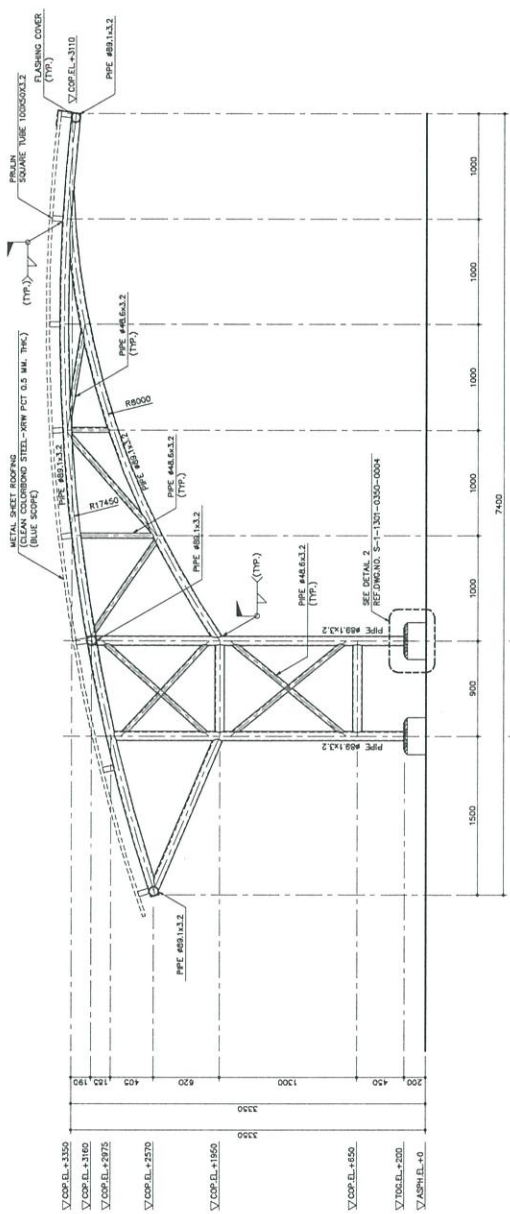 METAL SHEET ROOFING
(CLEAN COLORBOND STEEL-XRW PCT 0.5 MM. THK.)
(BLUE SCOPE)
PRULIN
SQUARE TUBE 100X50X3.2
FLASHING COVER
(TYP.)
▽ COP.EL.+3110
PIPE ø89.1x3.2
(TYP.)
PIPE ø89.1x3.2
R17450
PIPE ø48.6x3.2
(TYP.)
R8000
PIPE ø89.1x3.2
PIPE ø48.6x3.2
(TYP.)
PIPE ø89.1x3.2
(TYP.)
PIPE ø48.6x3.2
(TYP.)
SEE DETAIL 2
REF.DWG.NO. S-1-1301-0350-0004
PIPE ø89.1x3.2
PIPE ø89.1x3.2
PIPE ø89.1x3.2
▽ COP.EL.+3350
▽ COP.EL.+3160
▽ COP.EL.+2975
▽ COP.EL.+2570
▽ COP.EL.+1950
▽ COP.EL.+650
▽ TOG.EL.+200
▽ ASPH.EL.+0
190
185
405
620
1300
450
200
3350
3350
1500
900
1000
1000
1000
1000
1000
7400